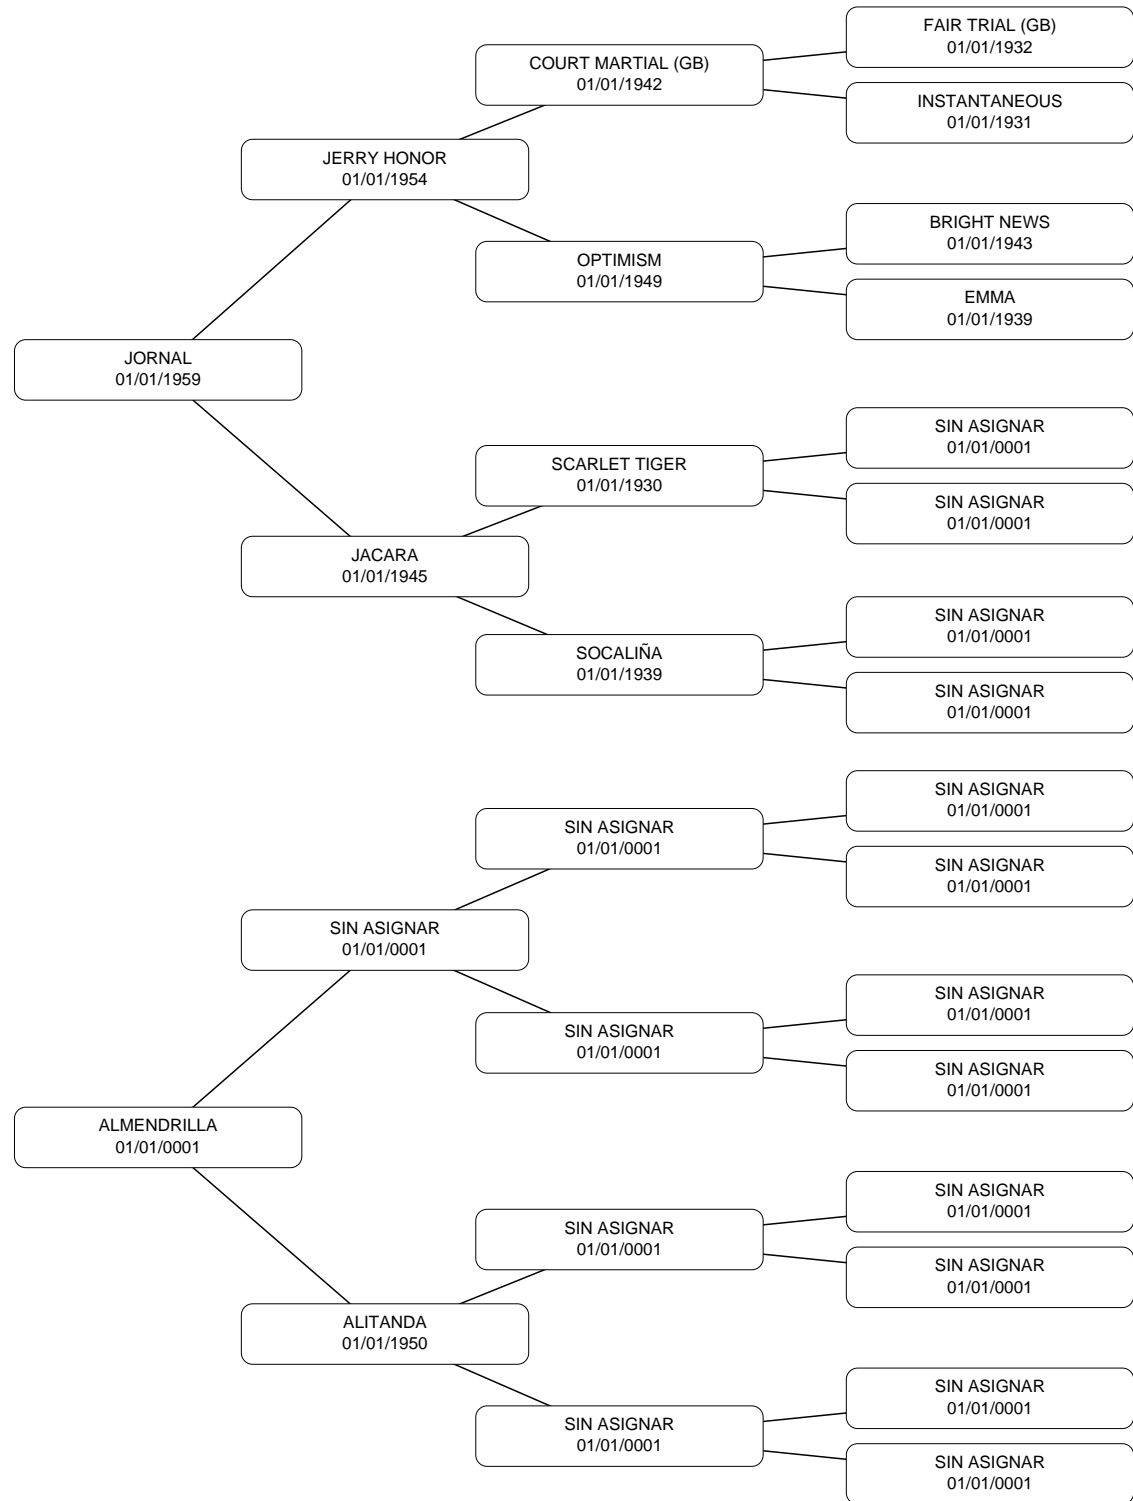 FAIR TRIAL (GB)
01/01/1932
COURT MARTIAL (GB)
01/01/1942
INSTANTANEOUS
01/01/1931
JERRY HONOR
01/01/1954
BRIGHT NEWS
01/01/1943
OPTIMISM
01/01/1949
EMMA
01/01/1939
JORNAL
01/01/1959
SIN ASIGNAR
01/01/0001
SCARLET TIGER
01/01/1930
SIN ASIGNAR
01/01/0001
JACARA
01/01/1945
SIN ASIGNAR
01/01/0001
SOCALIÑA
01/01/1939
SIN ASIGNAR
01/01/0001
SIN ASIGNAR
01/01/0001
SIN ASIGNAR
01/01/0001
SIN ASIGNAR
01/01/0001
SIN ASIGNAR
01/01/0001
SIN ASIGNAR
01/01/0001
SIN ASIGNAR
01/01/0001
SIN ASIGNAR
01/01/0001
ALMENDRILLA
01/01/0001
SIN ASIGNAR
01/01/0001
SIN ASIGNAR
01/01/0001
SIN ASIGNAR
01/01/0001
ALITANDA
01/01/1950
SIN ASIGNAR
01/01/0001
SIN ASIGNAR
01/01/0001
SIN ASIGNAR
01/01/0001